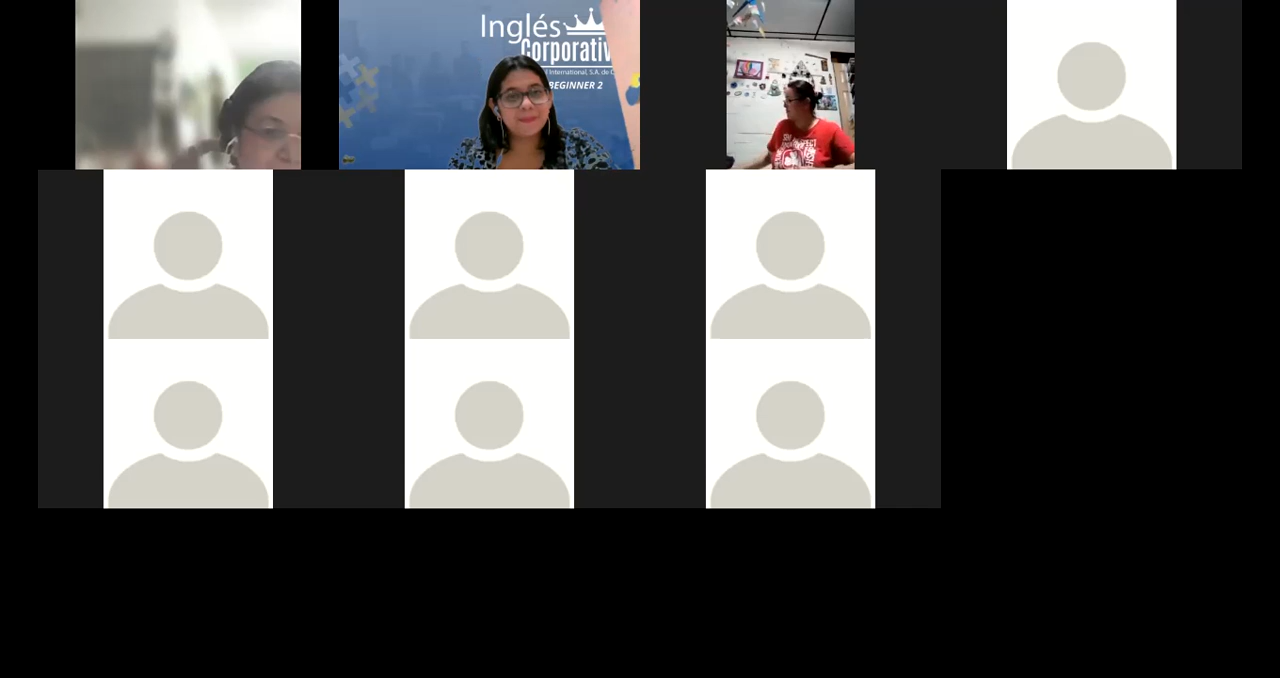 Inglés
Corporativ
l International, S.A. de C
BEGINNER 2